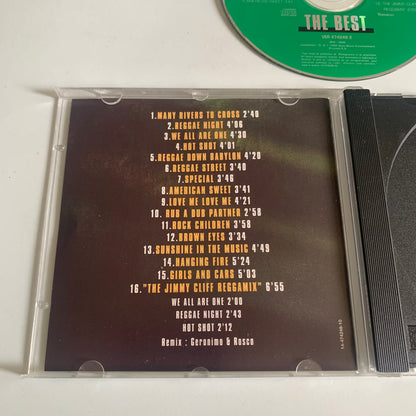 THE BEST
1.MANY RIVERS TO CROSS 2'40
2.REGGAE NIGHT 4'06
3.WE ALL ARE ONE 4'30
4.HOT SHOT 4'01
5.REGGAE DOWN BABYLON 4'20
6.REGGAE STREET 3'40
7.SPECIAL 3'46
8.AMERICAN SWEET 3'41
9.LOVE ME LOVE ME 4'21
10. ROB A DUB PARTNER 2'58
11.ROCK CHILDREN 3'58
12.BROWN EYES 3'34
13.SUNSHINE IN THE MUSIC 4'49
14.HANGING FIRE 5'24
15.GIRLS AND CARS 5'03
16."THE JIMMY CLIFF REGGAMIX" 6'55
WE ALL ARE ONE 2'00
REGGAE NIGHT 2'43
HOT SHOT 2'12
Remix : Geronimo & Rosco